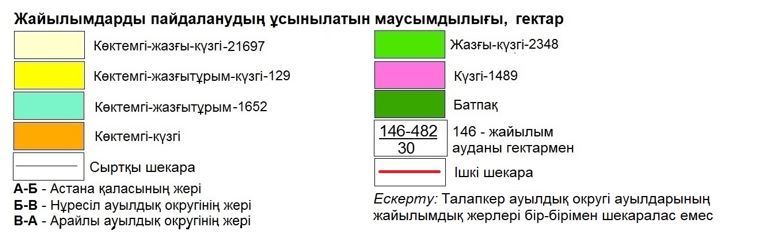 Жайылымдарды пайдаланудың ұсынылатын маусымдылығы, гектар
Көктемгі-жазғы-күзгі-21697
Көктемгі-жазғытұрым-күзгі-129
Көктемгі-жазғытұрым-1652
Көктемгі-күзгі
Сыртқы шекара
А-Б - Астана қаласының жері
Б-В - Нұресіл ауылдық округінің жері
В-А - Арайлы ауылдық округінің жері
Жазғы-күзгі-2348
Күзгі-1489
Батпақ
146-482
30
146 - жайылым
ауданы гектармен
Ішкі шекара
Ескерту: Талапкер ауылдық округі ауылдарының
жайылымдық жерлері бір-бірімен шекаралас емес